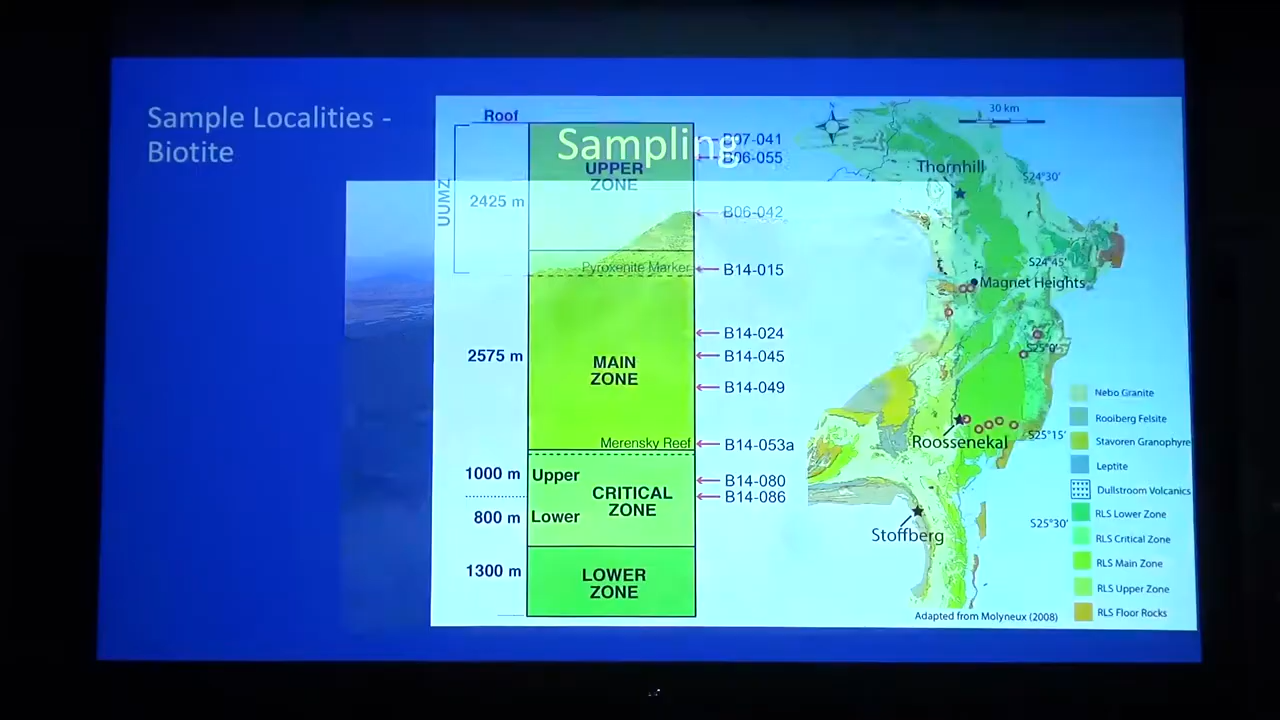 Sample Localities -
Biotite
Sampling
Roof
UPPER
ZONE
UUMZ
2425 m
Pyroxenite Marker
2575 m
MAIN
ZONE
Merensky Reef
1000 m
Upper
CRITICAL
ZONE
800 m
Lower
1300 m
LOWER
ZONE
B07-041
B06-055
B06-042
B14-015
B14-024
B14-045
B14-049
B14-053a
B14-080
B14-086
N
30 km
Thornhill
S24°30'
S24°45'
Magnet Heights
S25°0'
Roossenekal
S25°15'
Stoffberg
S25°30'
Nebo Granite
Rooiberg Felsite
Stavoren Granophyre
Leptite
Dullstroom Volcanics
RLS Lower Zone
RLS Critical Zone
RLS Main Zone
RLS Upper Zone
RLS Floor Rocks
Adapted from Molyneux (2008)